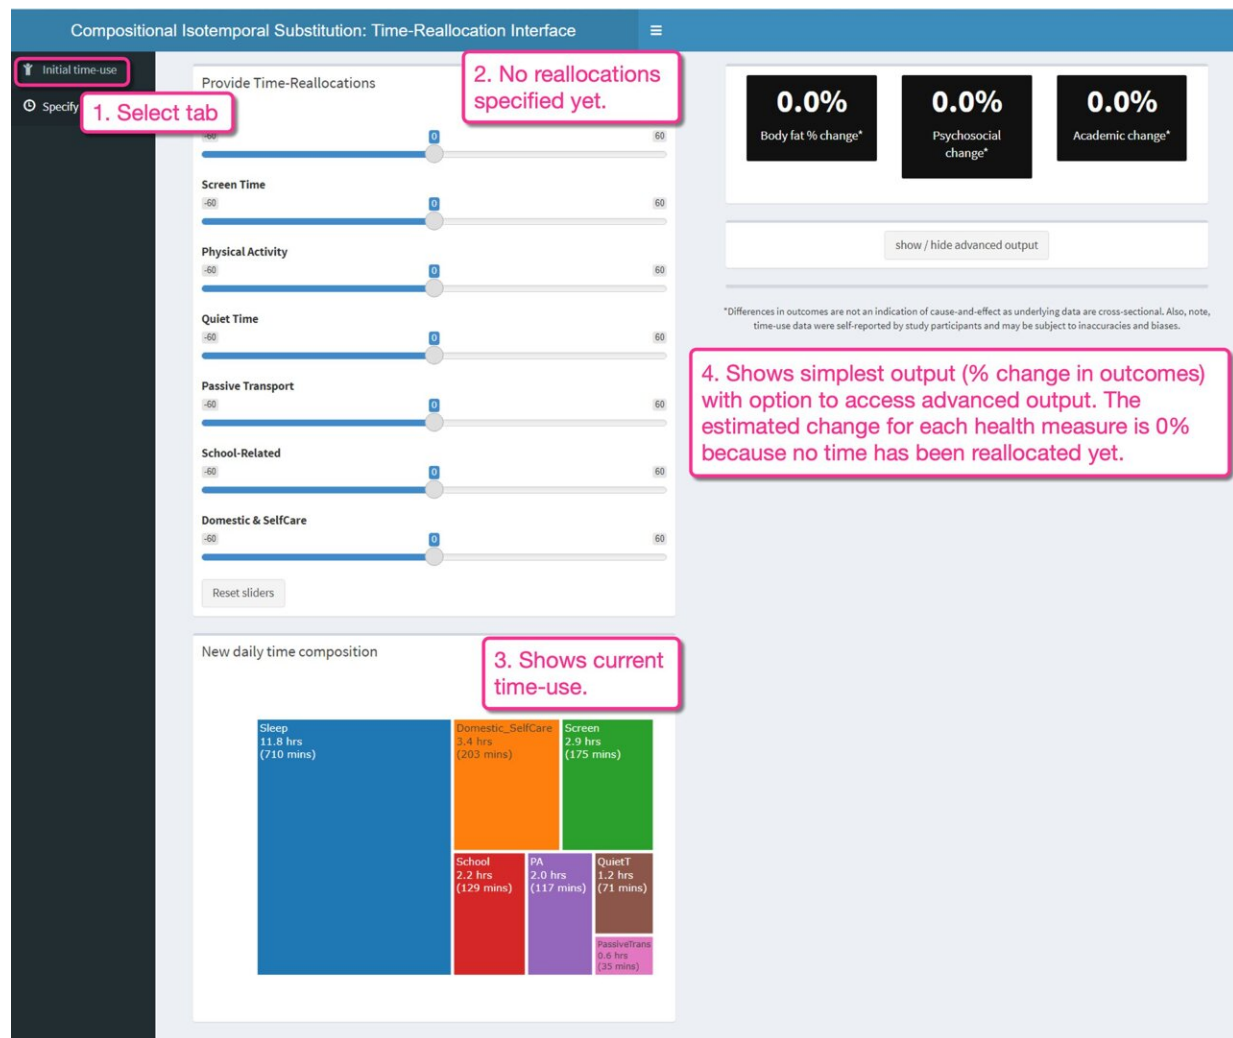 Compositional Isotemporal Substitution: Time-Reallocation Interface
Initial time-use
Specify
1. Select tab
Provide Time-Reallocations
2. No reallocations
specified yet.
-60 0 60
Screen Time
-60 0 60
Physical Activity
-60 0 60
Quiet Time
-60 0 60
Passive Transport
-60 0 60
School-Related
-60 0 60
Domestic & SelfCare
-60 0 60
Reset sliders
New daily time composition
3. Shows current
time-use.
Sleep
11.8 hrs
(710 mins)
Domestic_SelfCare
3.4 hrs
(203 mins)
Screen
2.9 hrs
(175 mins)
School
2.2 hrs
(129 mins)
PA
2.0 hrs
(117 mins)
QuietT
1.2 hrs
(71 mins)
PassiveTrans
0.6 hrs
(35 mins)
0.0%
Body fat % change*
0.0%
Psychosocial
change*
0.0%
Academic change*
show / hide advanced output
*Differences in outcomes are not an indication of cause-and-effect as underlying data are cross-sectional. Also, note,
time-use data were self-reported by study participants and may be subject to inaccuracies and biases.
4. Shows simplest output (% change in outcomes)
with option to access advanced output. The
estimated change for each health measure is 0%
because no time has been reallocated yet.